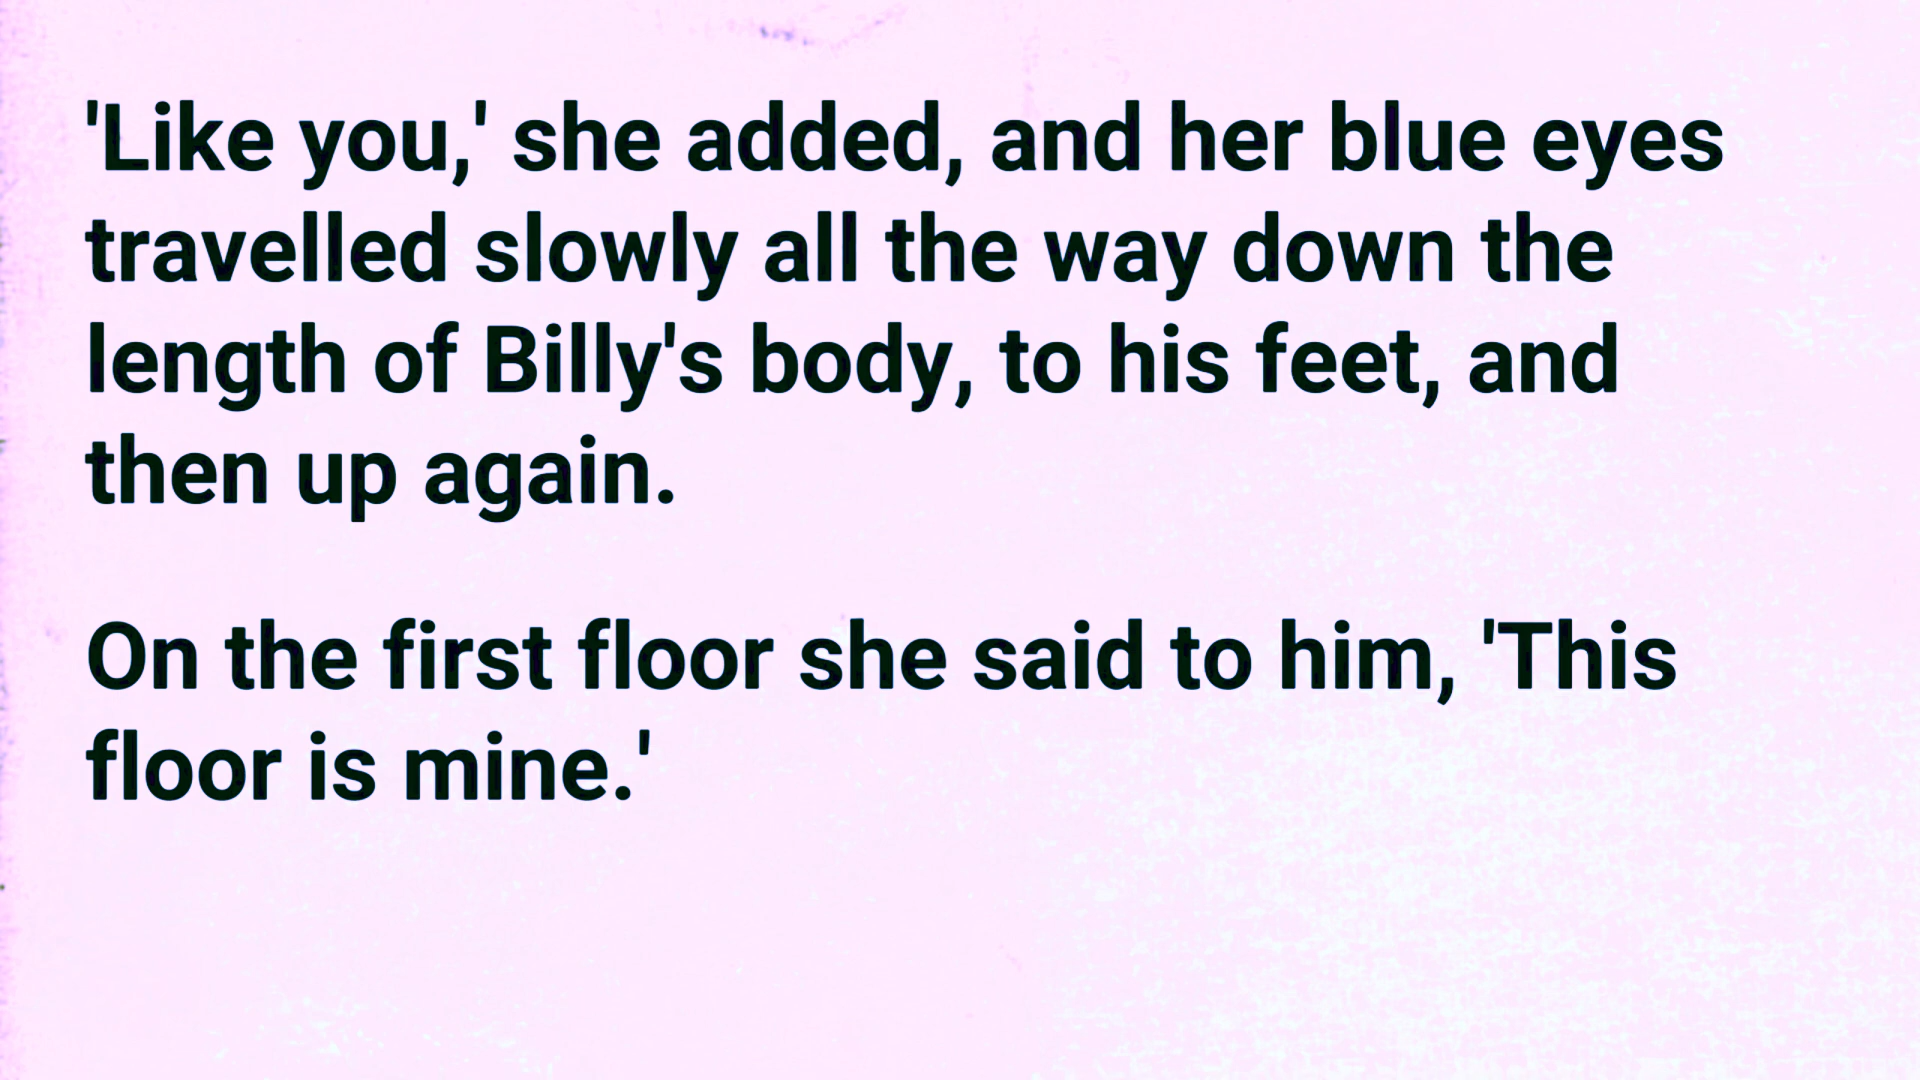 'Like you,' she added, and her blue eyes
travelled slowly all the way down the
length of Billy's body, to his feet, and
then up again.
On the first floor she said to him, 'This
floor is mine.'